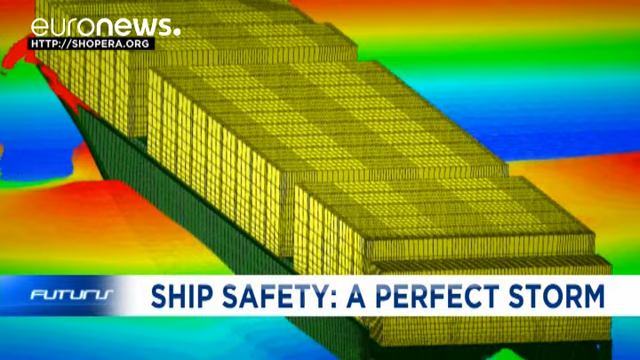 euronews.
HTTP://SHOPERA.ORG
FUTURIS
SHIP SAFETY: A PERFECT STORM